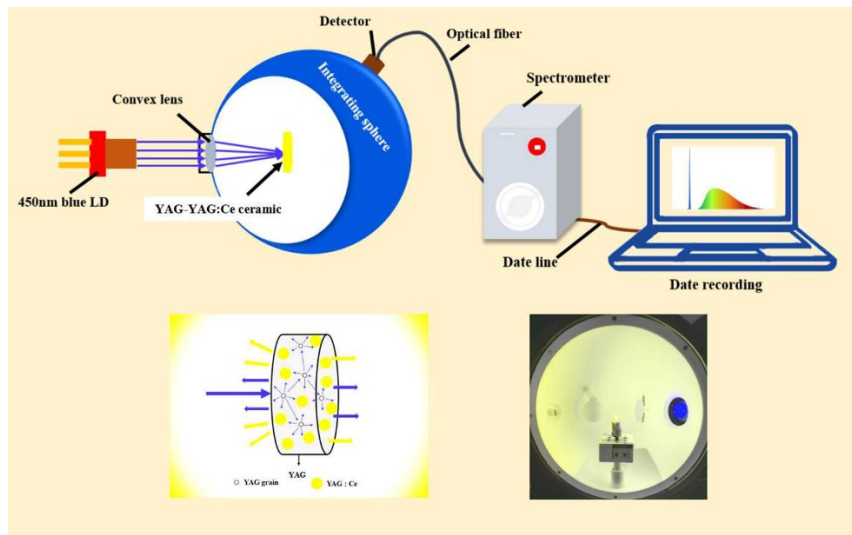 Detector
Optical fiber
Integrating sphere
Spectrometer
Convex lens
450nm blue LD
YAG-YAG:Ce ceramic
Date line
Date recording
YAG
YAG grain
YAG : Ce